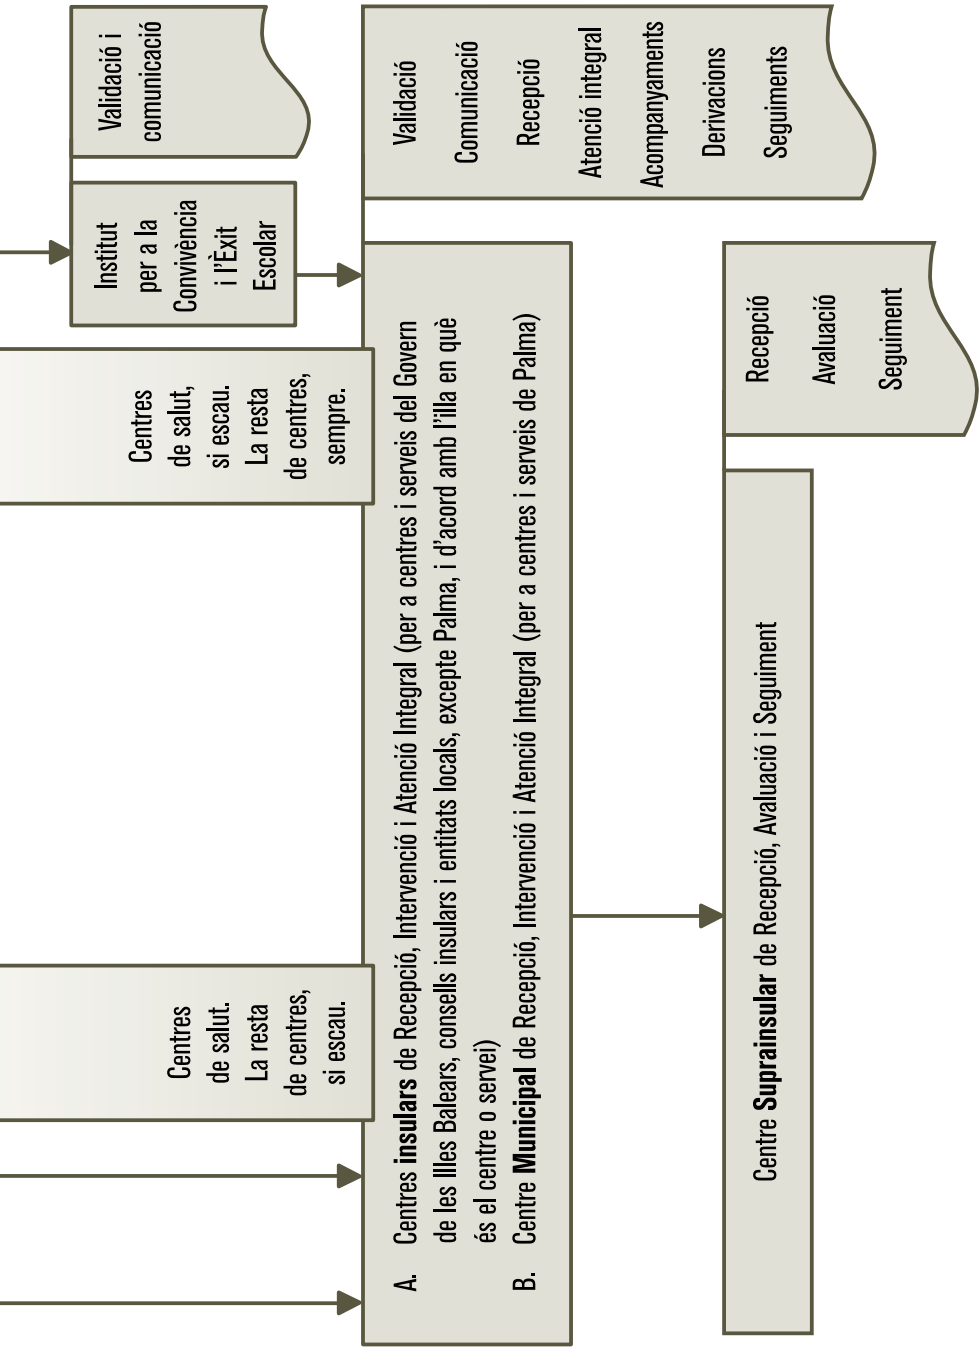 Validació i
comunicació
Institut
per a la
Convivència
i l'Èxit
Escolar
Validació
Comunicació
Recepció
Atenció integral
Acompanyaments
Derivacions
Seguiments
Centres
de salut,
si escau.
La resta
de centres,
sempre.
Centres
de salut.
La resta
de centres,
si escau.
A. Centres insulars de Recepció, Intervenció i Atenció Integral (per a centres i serveis del Govern
de les Illes Balears, consells insulars i entitats locals, excepte Palma, i d'acord amb l'illa en què
és el centre o servei)
B. Centre Municipal de Recepció, Intervenció i Atenció Integral (per a centres i serveis de Palma)
Recepció
Avaluació
Seguiment
Centre Suprainsular de Recepció, Avaluació i Seguiment